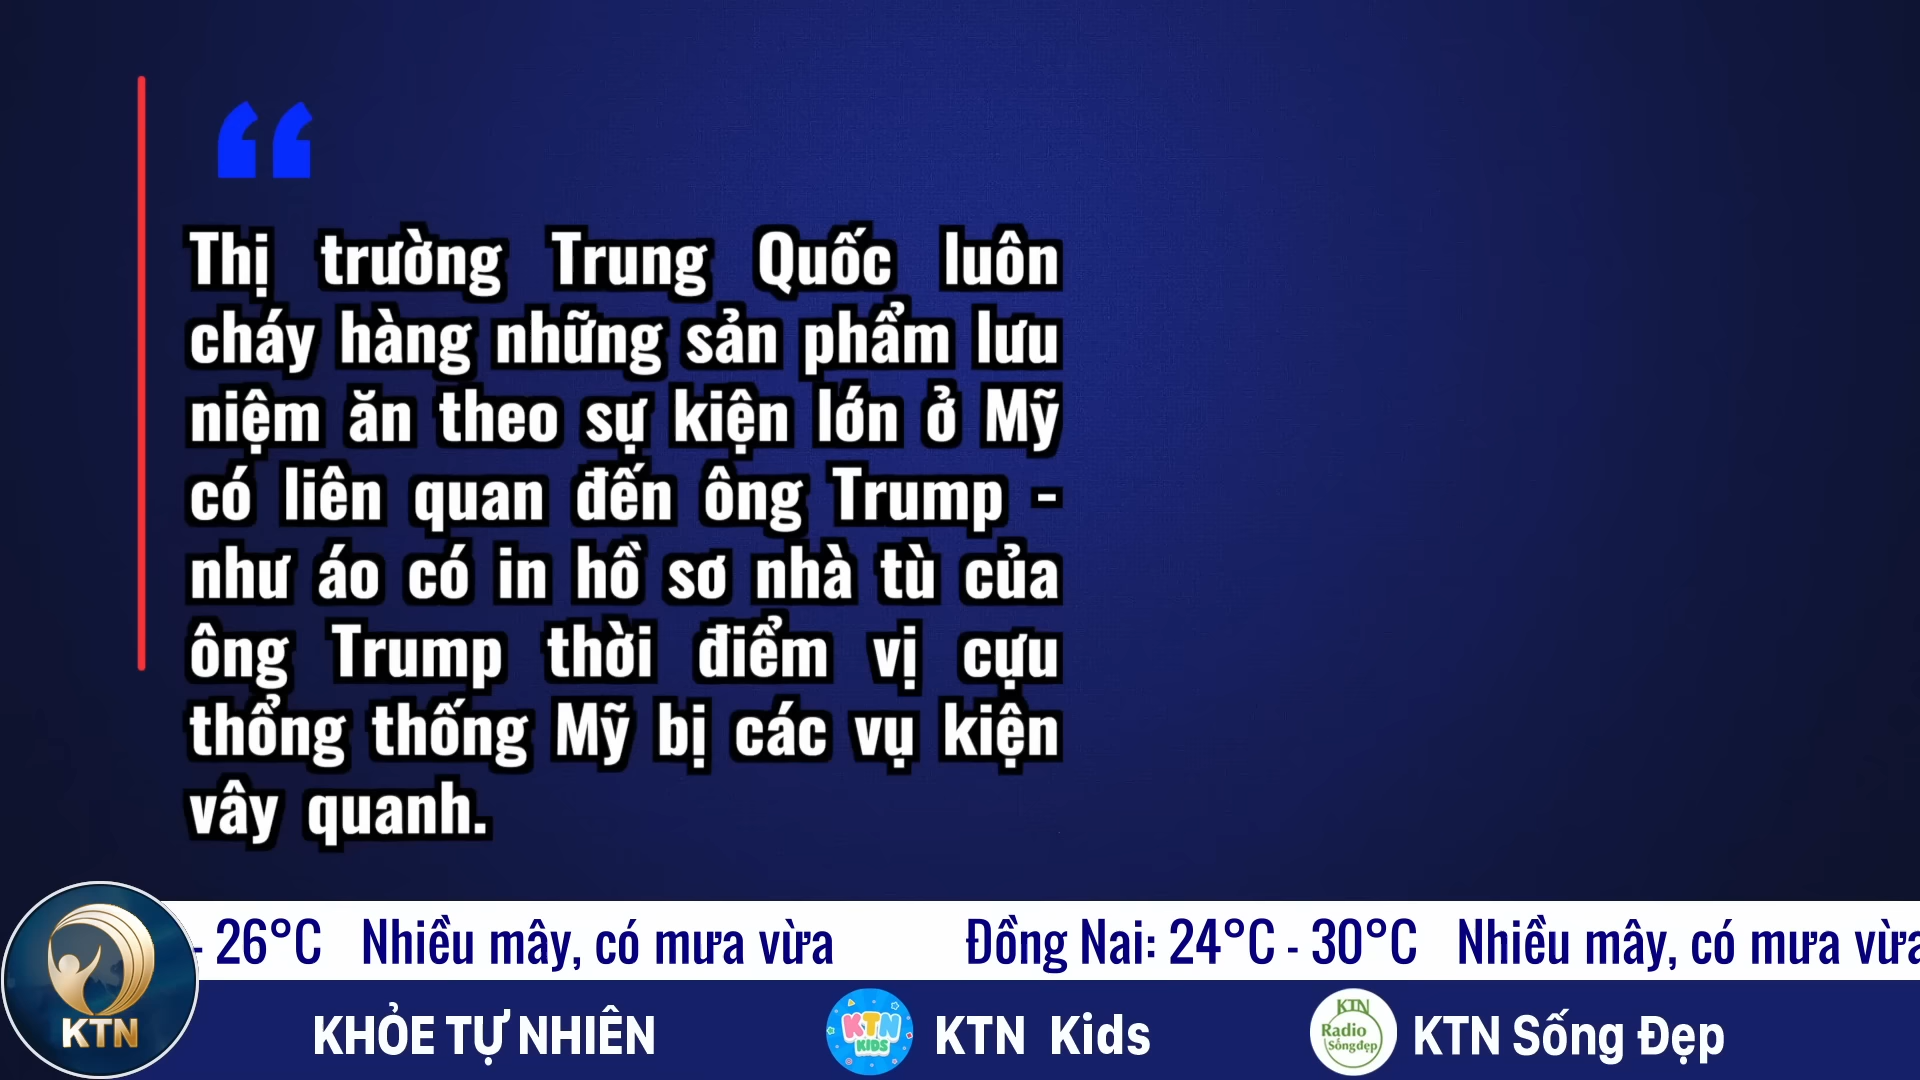 Thị trường Trung Quốc luôn
cháy hàng những sản phẩm lưu
niệm ăn theo sự kiện lớn ở Mỹ
có liên quan đến ông Trump -
như áo có in hồ sơ nhà tù của
ông Trump thời điểm vị cựu
thổng thống Mỹ bị các vụ kiện
vây quanh.
- 26°C Nhiều mây, có mưa vừa Đồng Nai: 24°C - 30°C Nhiều mây, có mưa vừa
KTN
KHỎE TỰ NHIÊN
KTN
KIDS
KTN Kids
KTN
Radio
Sống đẹp
KTN Sống Đẹp